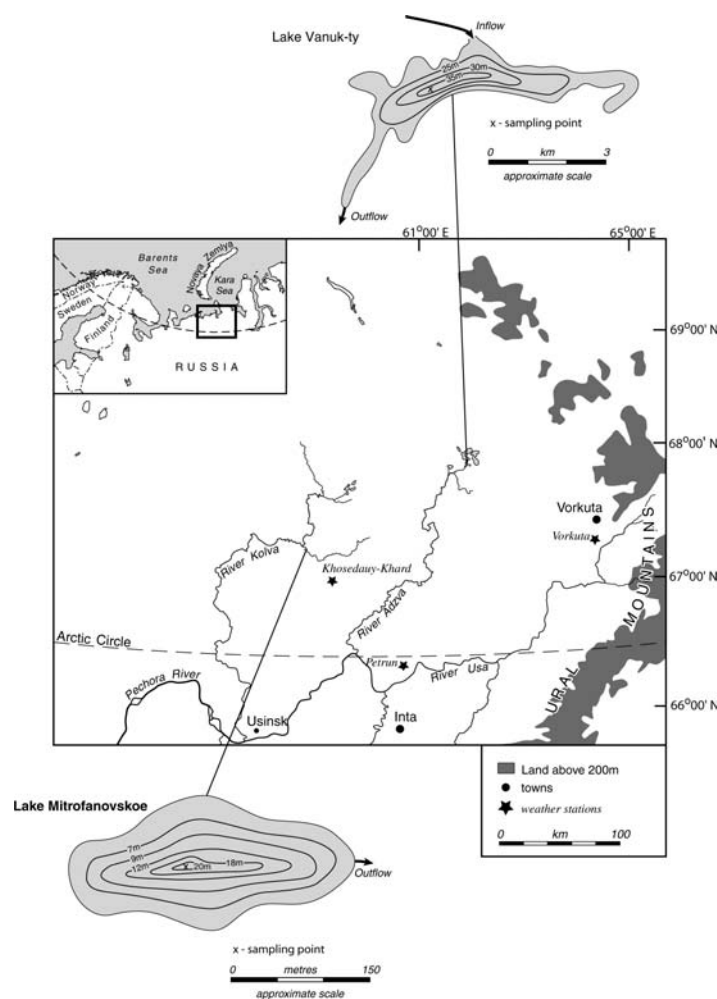 Lake Vanuk-ty
Inflow
25m
30m
35m
x
x - sampling point
0 km 3
approximate scale
Outflow
61°00' E
65°00' E
Barents
Sea
Novaya Zemlya
Kara
Sea
Norway
Sweden
Finland
RUSSIA
69°00' N
68°00' N
Vorkuta
Vorkuta
River Kolva
Khosedauy-Khard
67°00' N
River Adzva
URAL MOUNTAINS
Arctic Circle
Petrun
River Usa
Pechora River
66°00' N
Usinsk
Inta
Land above 200m
towns
weather stations
0 km 100
Lake Mitrofanovskoe
7m
9m
12m
x
20m
18m
Outflow
x - sampling point
0 metres 150
approximate scale